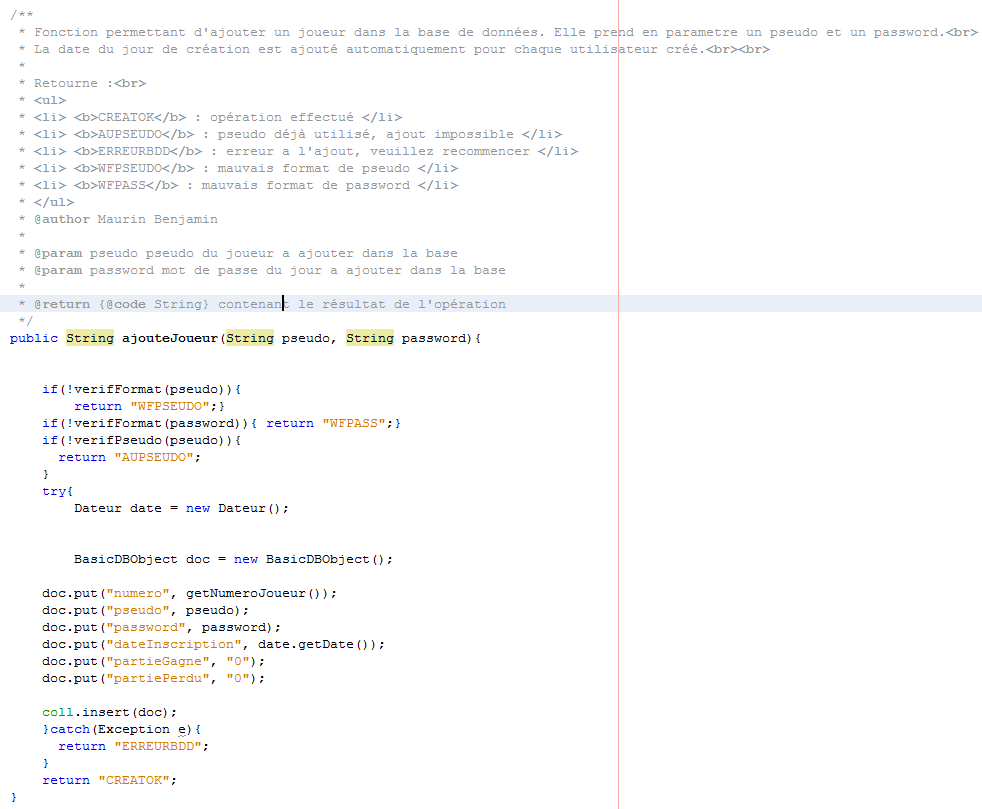 /**
 * Fonction permettant d'ajouter un joueur dans la base de données. Elle prend en parametre un pseudo et un password.<br>
 * La date du jour de création est ajouté automatiquement pour chaque utilisateur créé.<br><br>
 *
 * Retourne :<br>
 * <ul>
 * <li> <b>CREATOK</b> : opération effectué </li>
 * <li> <b>AUPSEUDO</b> : pseudo déjà utilisé, ajout impossible </li>
 * <li> <b>ERREURBDD</b> : erreur a l'ajout, veuillez recommencer </li>
 * <li> <b>WFPSEUDO</b> : mauvais format de pseudo </li>
 * <li> <b>WFPASS</b> : mauvais format de password </li>
 * </ul>
 * @author Maurin Benjamin
 *
 * @param pseudo pseudo du joueur a ajouter dans la base
 * @param password mot de passe du jour a ajouter dans la base
 *
 * @return {@code String} contenant le résultat de l'opération
 */
public String ajouteJoueur(String pseudo, String password){
    if(!verifFormat(pseudo)){
        return "WFPSEUDO";}
    if(!verifFormat(password)){ return "WFPASS";}
    if(!verifPseudo(pseudo)){
      return "AUPSEUDO";
    }
    try{
        Dateur date = new Dateur();
        BasicDBObject doc = new BasicDBObject();
    doc.put("numero", getNumeroJoueur());
    doc.put("pseudo", pseudo);
    doc.put("password", password);
    doc.put("dateInscription", date.getDate());
    doc.put("partieGagne", "0");
    doc.put("partiePerdu", "0");
    coll.insert(doc);
    }catch(Exception e){
      return "ERREURBDD";
    }
    return "CREATOK";
}